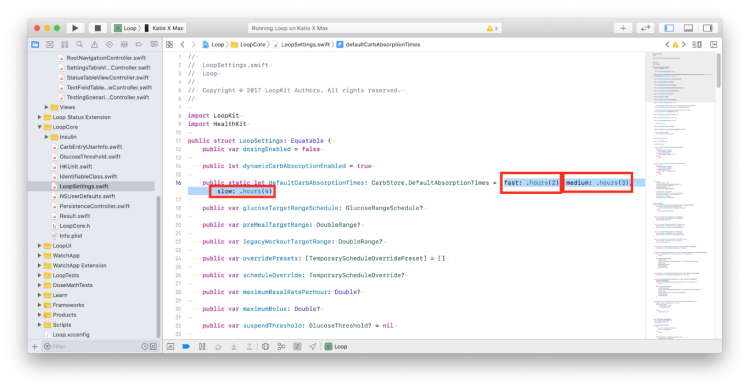 Loop
Katie X Max
Running Loop on Katie X Max
2
Loop
LoopCore
LoopSettings.swift
defaultCarbAbsorptionTimes
RootNavigationController.swift
SettingsTableVi...Controller.swift
StatusTableViewController.swift
TextFieldTable...wController.swift
TestingScenari...Controller.swift
Views
Loop Status Extension
LoopCore
Insulin
CarbEntryUserInfo.swift
GlucoseThreshold.swift
HKUnit.swift
IdentifiableClass.swift
LoopSettings.swift
NSUserDefaults.swift
PersistenceController.swift
Result.swift
LoopCore.h
Info.plist
LoopUI
WatchApp
WatchApp Extension
LoopTests
DoseMathTests
Learn
Frameworks
Products
Scripts
Loop.xcconfig
Filter
1 //
2 // LoopSettings.swift
3 // Loop
4 //
5 // Copyright © 2017 LoopKit Authors. All rights reserved.
6 //
7
8 import LoopKit
9 import HealthKit
10
11 public struct LoopSettings: Equatable {
12 public var dosingEnabled = false
13
14 public let dynamicCarbAbsorptionEnabled = true
15
16 public static let defaultCarbAbsorptionTimes: CarbStore.DefaultAbsorptionTimes = (fast: .hours(2), medium: .hours(3),
slow: .hours(4))
17
18 public var glucoseTargetRangeSchedule: GlucoseRangeSchedule?
19
20 public var preMealTargetRange: DoubleRange?
21
22 public var legacyWorkoutTargetRange: DoubleRange?
23
24 public var overridePresets: [TemporaryScheduleOverridePreset] = []
25
26 public var scheduleOverride: TemporaryScheduleOverride?
27
28 public var maximumBasalRatePerHour: Double?
29
30 public var maximumBolus: Double?
31
32 public var suspendThreshold: GlucoseThreshold? = nil
33
Loop